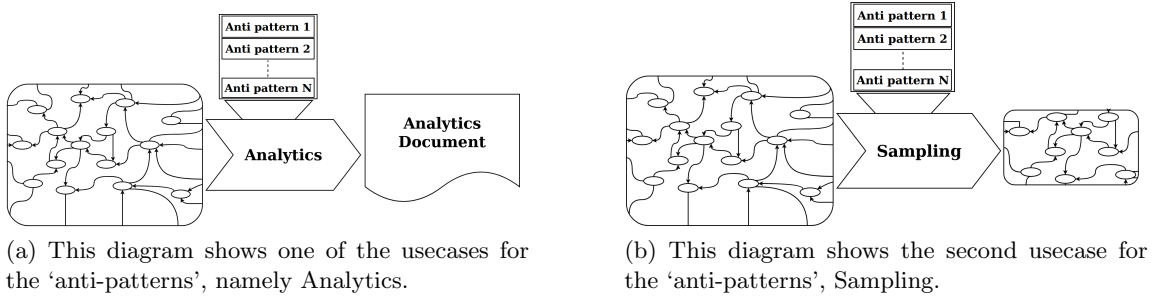 Anti pattern 1
Anti pattern 2
Anti pattern N
Analytics
Analytics
Document
(a) This diagram shows one of the usecases for
the ‘anti-patterns’, namely Analytics.
Anti pattern 1
Anti pattern 2
Anti pattern N
Sampling
(b) This diagram shows the second usecase for
the ‘anti-patterns’, Sampling.